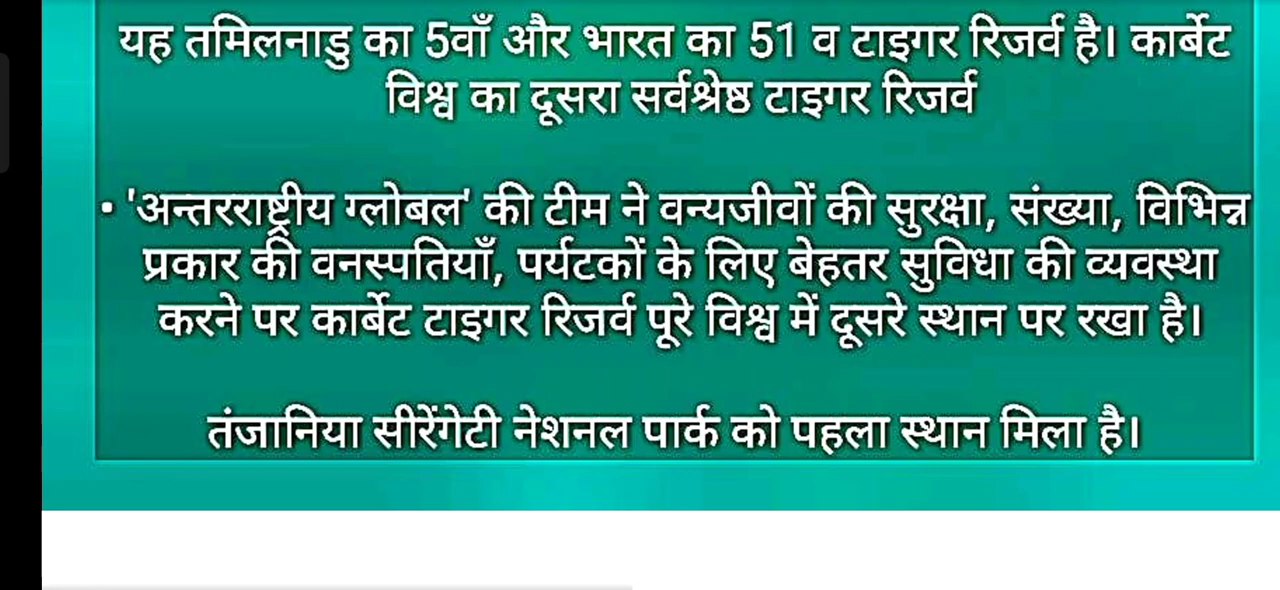 यह तमिलनाडु का 5वाँ और भारत का 51 व टाइगर रिजर्व है। कार्बेट
विश्व का दूसरा सर्वश्रेष्ठ टाइगर रिजर्व
• 'अन्तरराष्ट्रीय ग्लोबल' की टीम ने वन्यजीवों की सुरक्षा, संख्या, विभिन्न
प्रकार की वनस्पतियाँ, पर्यटकों के लिए बेहतर सुविधा की व्यवस्था
करने पर कार्बेट टाइगर रिजर्व पूरे विश्व में दूसरे स्थान पर रखा है।
तंजानिया सीरेंगेटी नेशनल पार्क को पहला स्थान मिला है।